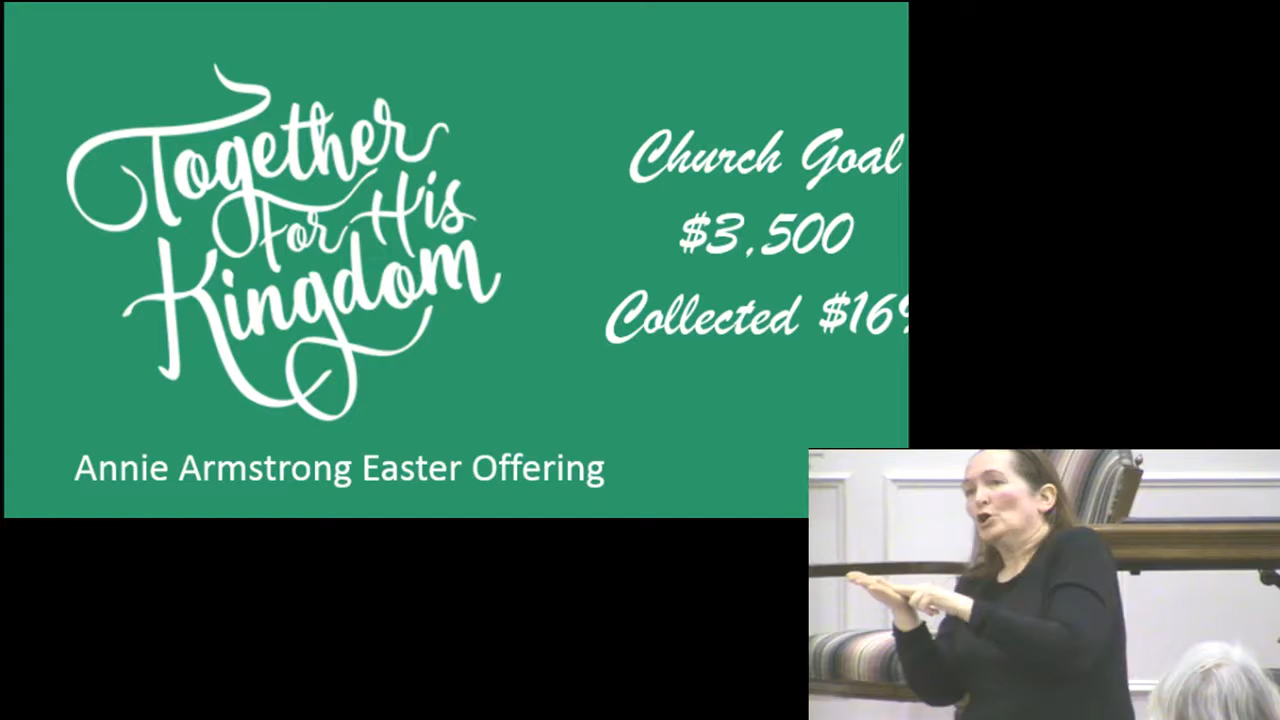 Together
For His
Kingdom
Annie Armstrong Easter Offering
Church Goal
$3,500
Collected